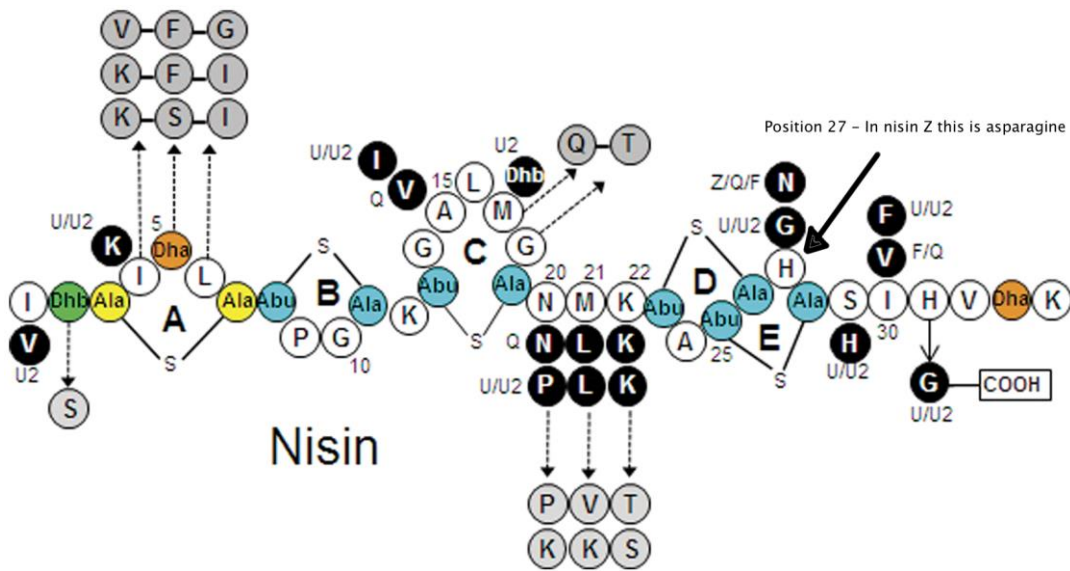 V F G
K F I
K S I
Position 27 – In nisin Z this is asparagine
U/U2 I
Q V
15
L
A
M
U2
Dhb
Q T
Z/Q/F N
U/U2 G
H
U/U2 K
5
Dha
I
L
S
G
C
G
S
F U/U2
V F/Q
I Dhb Ala
A
Ala Abu
B
Ala K Abu
Ala
20 21 22
N M K Abu
D
Ala
Abu
E
Ala S I H V Dha K
V
U2
S
P G
10
S
Q N L K
A
25
S
H
U/U2
30
U/U2 P L K
G COOH
U/U2
S
Nisin
P V T
K K S